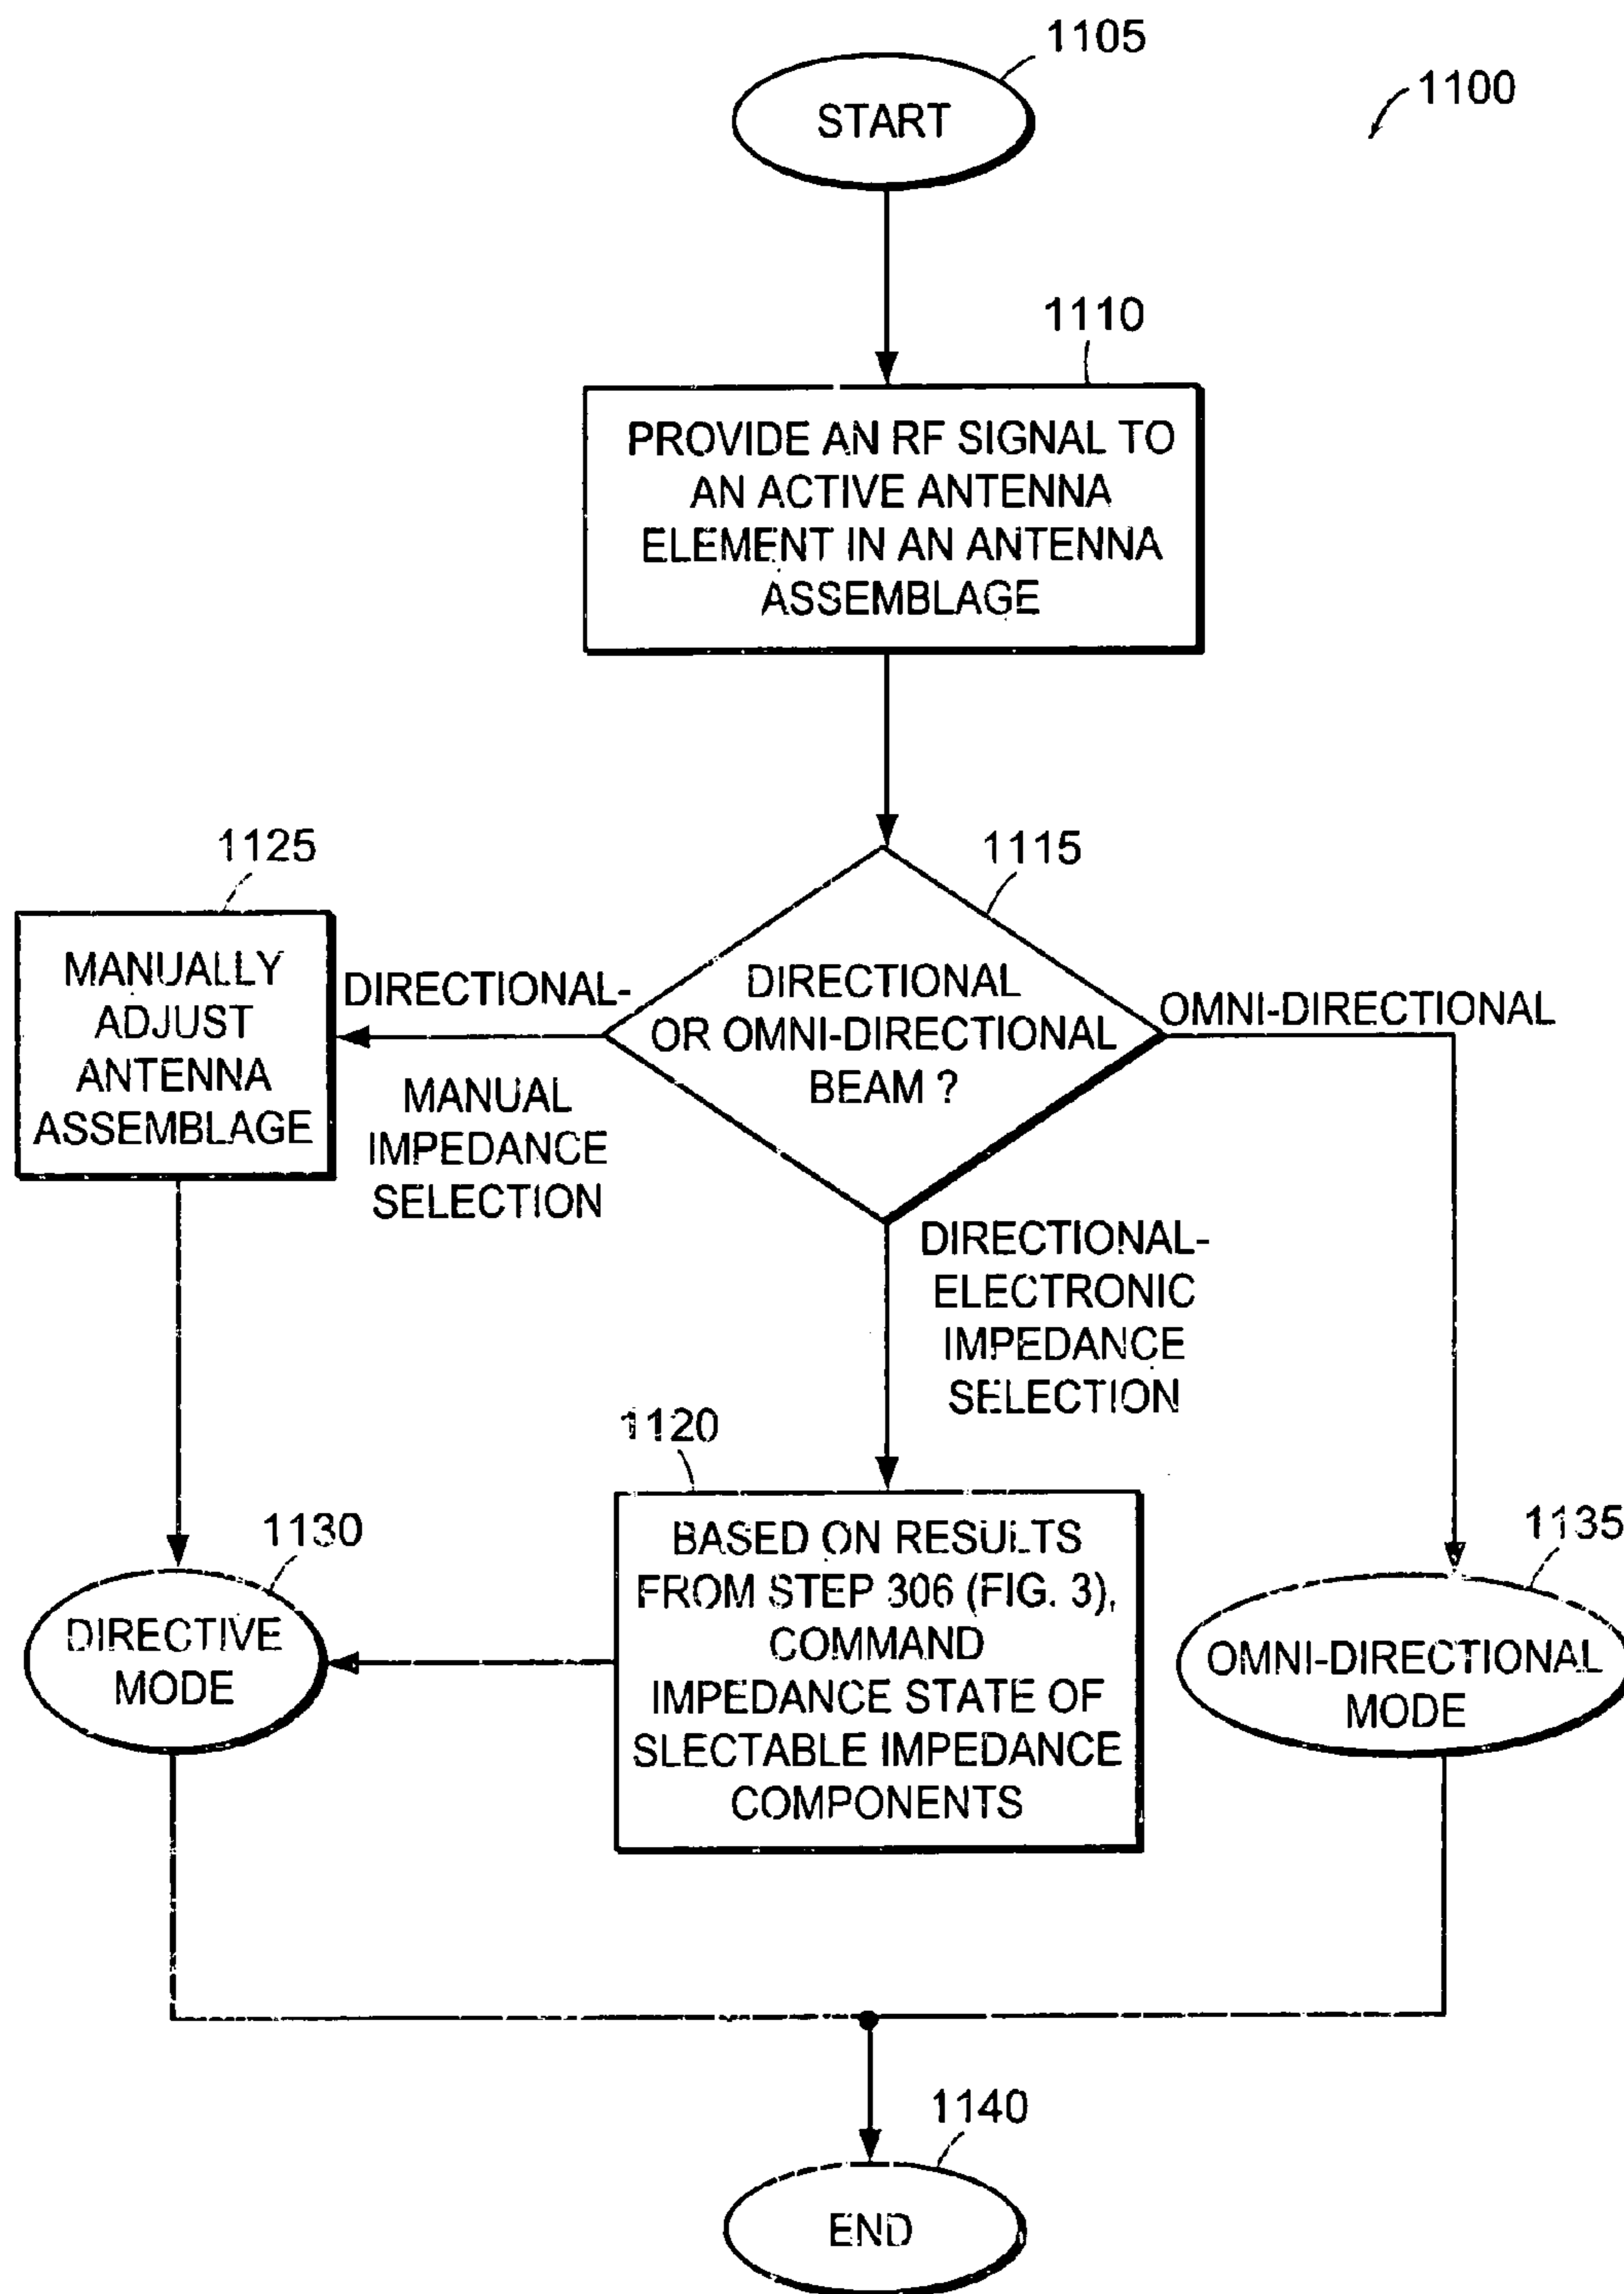 1105
START
1100
1110
PROVIDE AN RF SIGNAL TO
AN ACTIVE ANTENNA
ELEMENT IN AN ANTENNA
ASSEMBLAGE
1115
DIRECTIONAL
OR OMNI-DIRECTIONAL
BEAM ?
1125
MANUALLY
ADJUST
ANTENNA
ASSEMBLAGE
DIRECTIONAL-
MANUAL
IMPEDANCE
SELECTION
OMNI-DIRECTIONAL
DIRECTIONAL-
ELECTRONIC
IMPEDANCE
SELECTION
1120
BASED ON RESULTS
FROM STEP 306 (FIG. 3),
COMMAND
IMPEDANCE STATE OF
SLECTABLE IMPEDANCE
COMPONENTS
1130
DIRECTIVE
MODE
1135
OMNI-DIRECTIONAL
MODE
1140
END